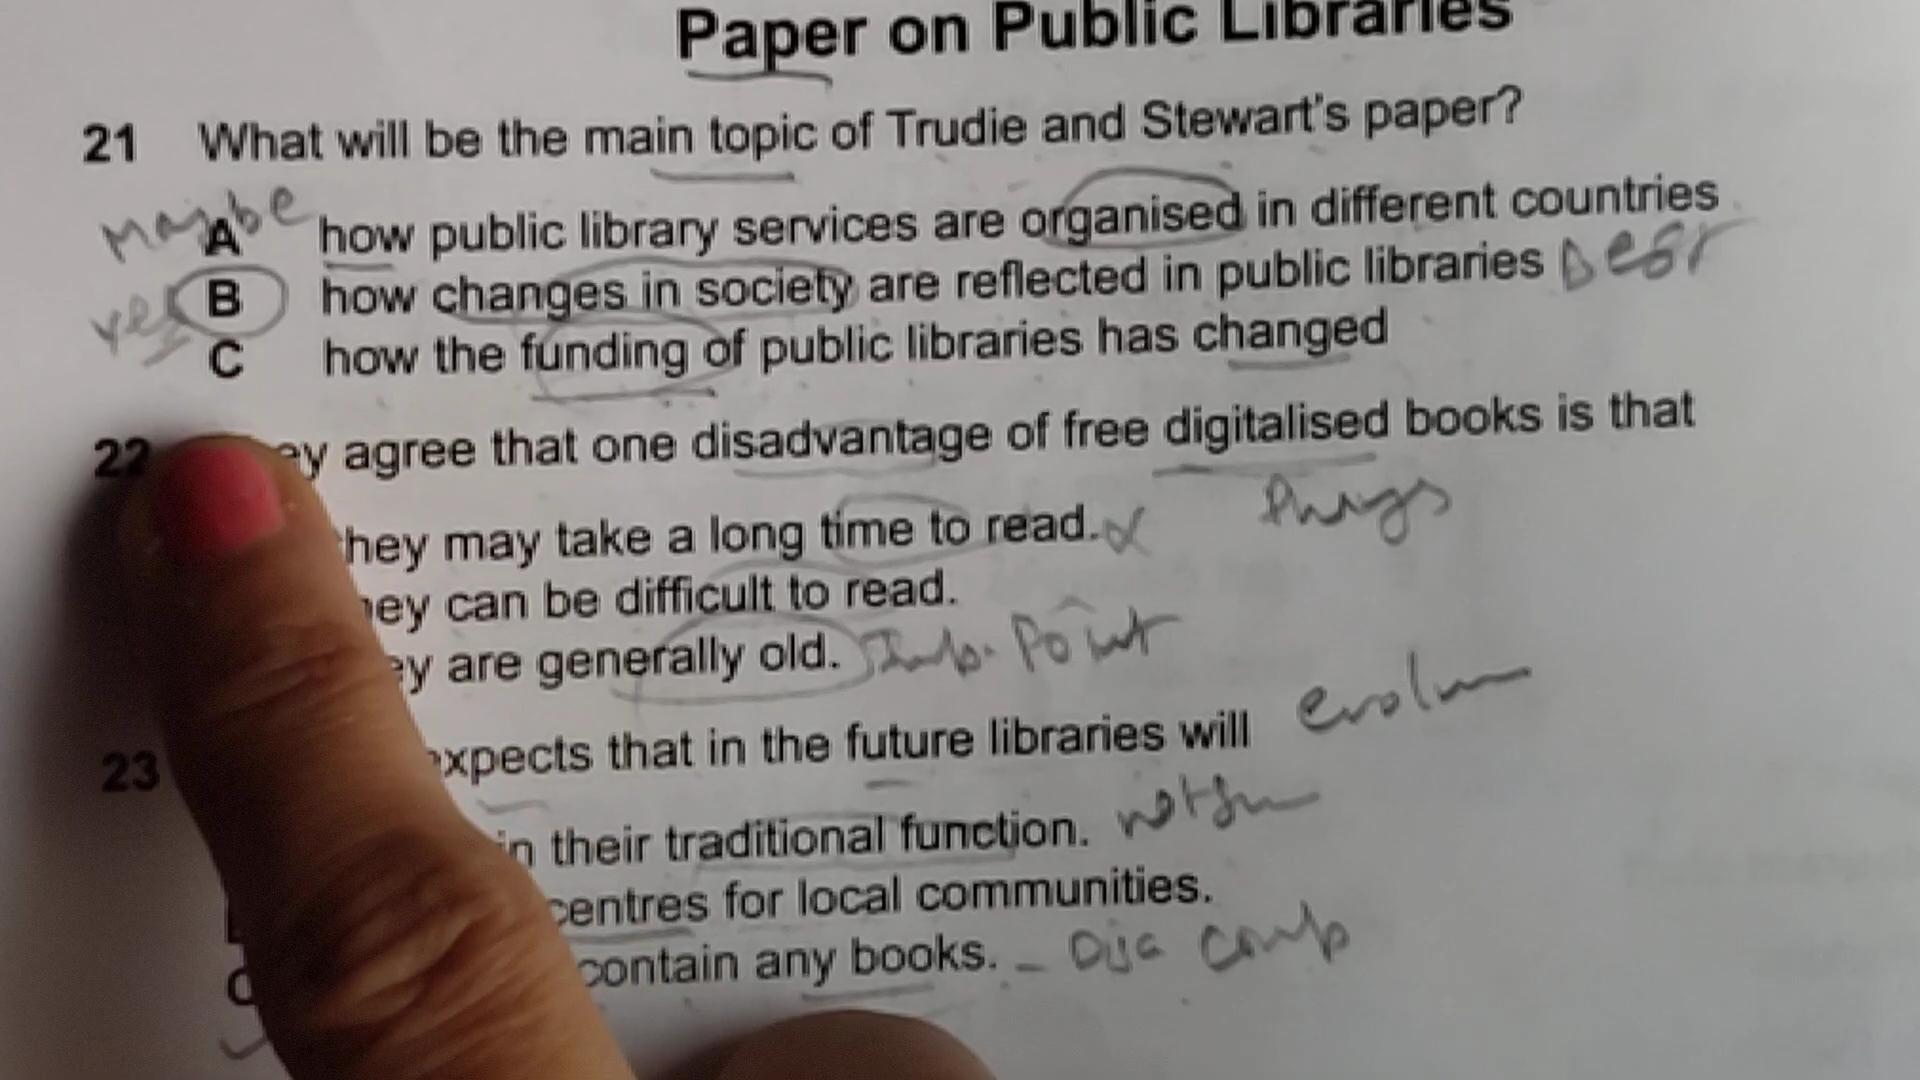 Paper on Public Libraries
21 What will be the main topic of Trudie and Stewart's paper?
Maybe A how public library services are organised in different countries
yes B how changes in society are reflected in public libraries
C how the funding of public libraries has changed
22 ey agree that one disadvantage of free digitalised books is that
hey may take a long time to read.
ey can be difficult to read.
ey are generally old. Imp. Point
23 xpects that in the future libraries will
in their traditional function.
centres for local communities.
contain any books.